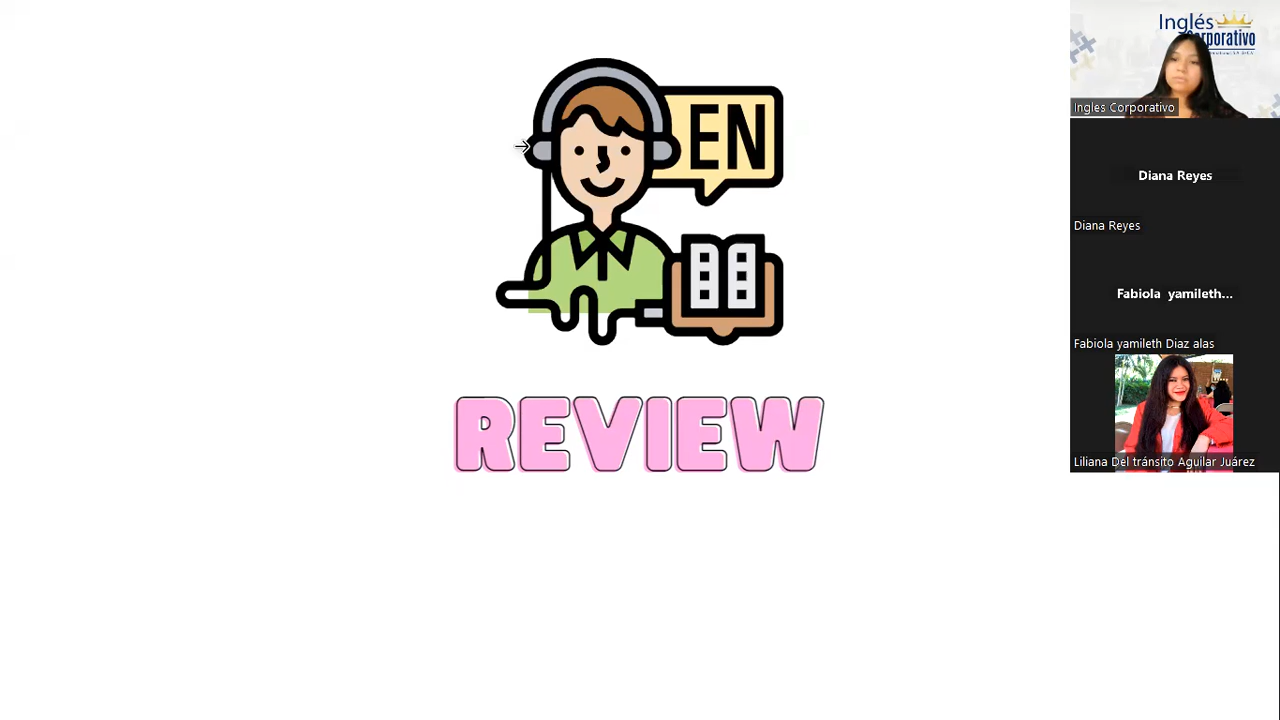 EN
REVIEW
Inglés
Corporativo
Ingles Corporativo
Diana Reyes
Diana Reyes
Fabiola yamileth...
Fabiola yamileth Diaz alas
Liliana Del tránsito Aguilar Juárez